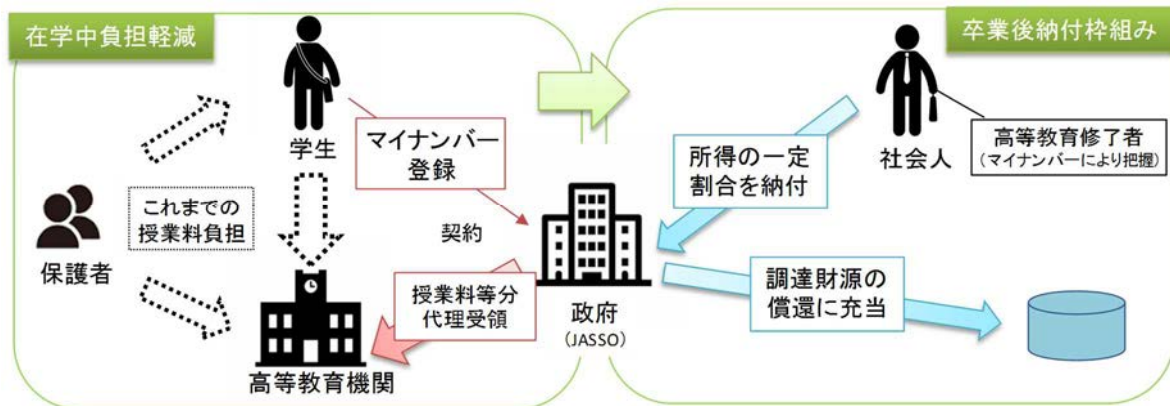 在学中負担軽減
学生
マイナンバー
登録
これまでの
授業料負担
保護者
契約
授業料等分
代理受領
高等教育機関
政府
（JASSO）
卒業後納付枠組み
社会人
高等教育修了者
（マイナンバーにより把握）
所得の一定
割合を納付
調達財源の
償還に充当